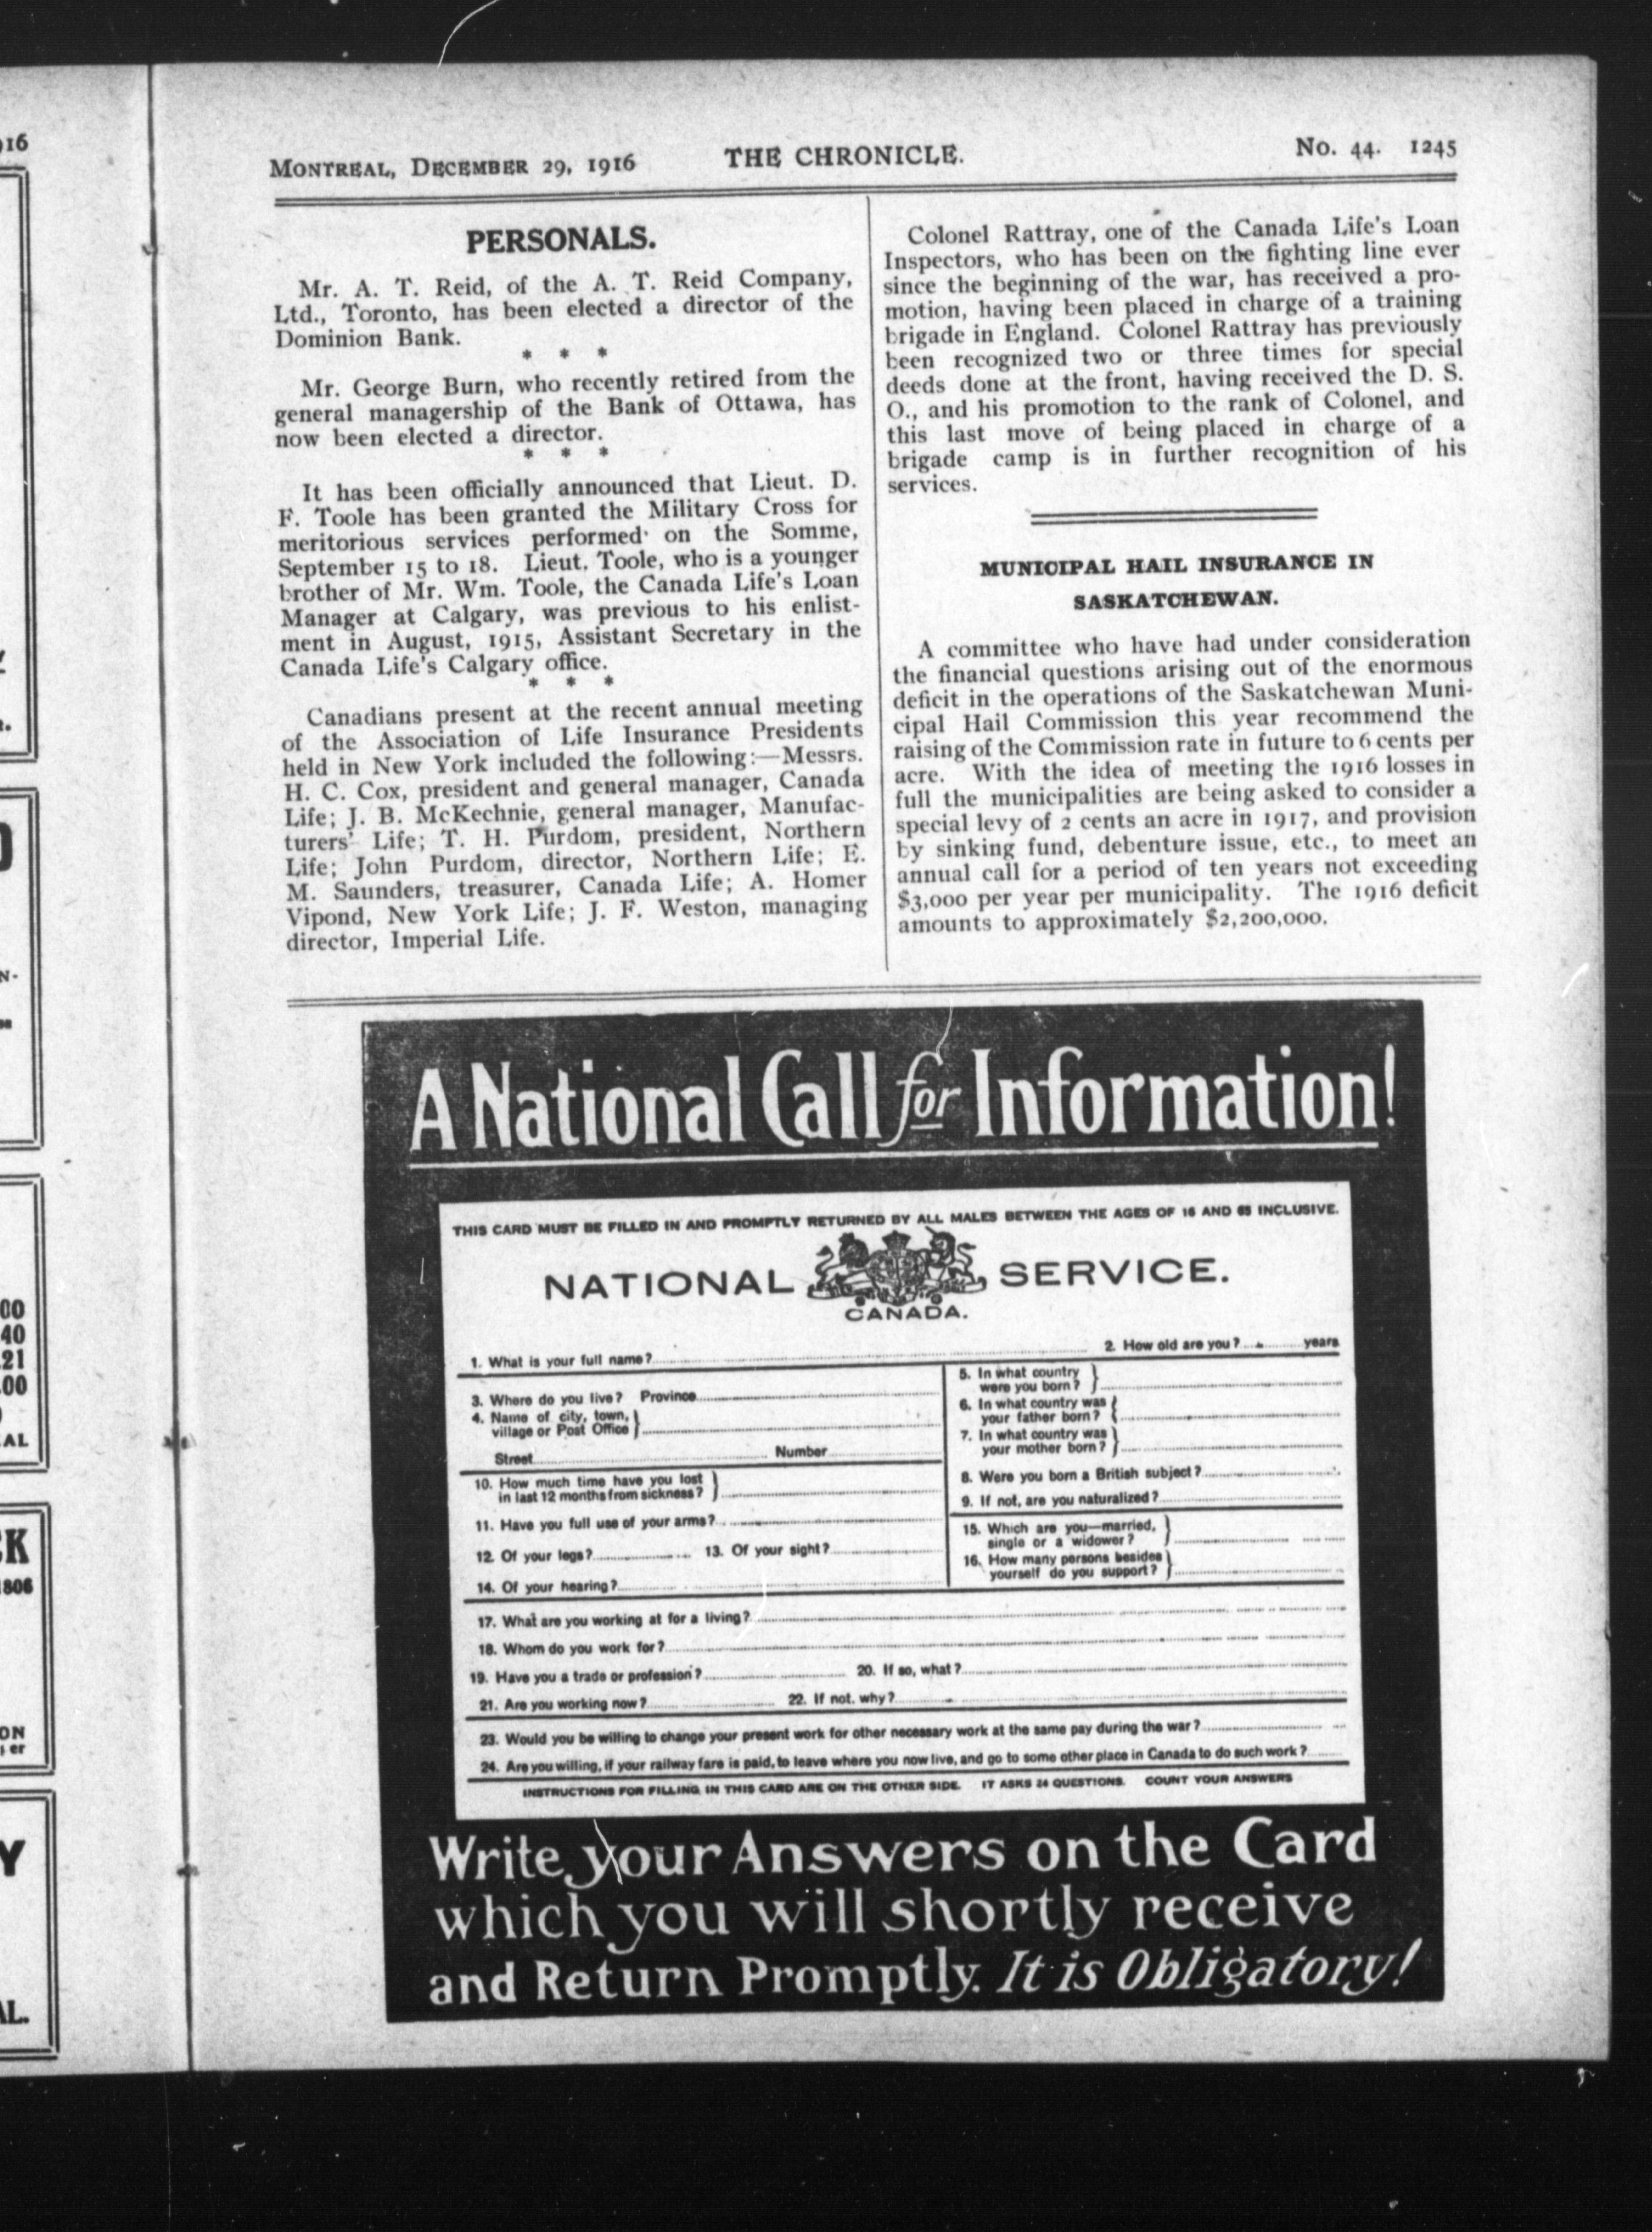 MONTREAL, DECEMBER 29, 1916 THE CHRONICLE. No. 44. 1245
PERSONALS.
Mr. A. T. Reid, of the A. T. Reid Company,
Ltd., Toronto, has been elected a director of the
Dominion Bank.
* * *
Mr. George Burn, who recently retired from the
general managership of the Bank of Ottawa, has
now been elected a director.
* * *
It has been officially announced that Lieut. D.
F. Toole has been granted the Military Cross for
meritorious services performed on the Somme,
September 15 to 18. Lieut. Toole, who is a younger
brother of Mr. Wm. Toole, the Canada Life's Loan
Manager at Calgary, was previous to his enlist-
ment in August, 1915, Assistant Secretary in the
Canada Life's Calgary office.
* * *
Canadians present at the recent annual meeting
of the Association of Life Insurance Presidents
held in New York included the following:—Messrs.
H. C. Cox, president and general manager, Canada
Life; J. B. McKechnie, general manager, Manufac-
turers' Life; T. H. Purdom, president, Northern
Life; John Purdom, director, Northern Life; E.
M. Saunders, treasurer, Canada Life; A. Homer
Vipond, New York Life; J. F. Weston, managing
director, Imperial Life.
Colonel Rattray, one of the Canada Life's Loan
Inspectors, who has been on the fighting line ever
since the beginning of the war, has received a pro-
motion, having been placed in charge of a training
brigade in England. Colonel Rattray has previously
been recognized two or three times for special
deeds done at the front, having received the D. S.
O., and his promotion to the rank of Colonel, and
this last move of being placed in charge of a
brigade camp is in further recognition of his
services.
MUNICIPAL HAIL INSURANCE IN
SASKATCHEWAN.
A committee who have had under consideration
the financial questions arising out of the enormous
deficit in the operations of the Saskatchewan Muni-
cipal Hail Commission this year recommend the
raising of the Commission rate in future to 6 cents per
acre. With the idea of meeting the 1916 losses in
full the municipalities are being asked to consider a
special levy of 2 cents an acre in 1917, and provision
by sinking fund, debenture issue, etc., to meet an
annual call for a period of ten years not exceeding
$3,000 per year per municipality. The 1916 deficit
amounts to approximately $2,200,000.
A National Call for Information!
THIS CARD MUST BE FILLED IN AND PROMPTLY RETURNED BY ALL MALES BETWEEN THE AGES OF 16 AND 65 INCLUSIVE.
NATIONAL SERVICE.
CANADA.
1. What is your full name? 2. How old are you? years
3. Where do you live? Province
4. Name of city, town,
village or Post Office
Street Number
5. In what country
were you born?
6. In what country was
your father born?
7. In what country was
your mother born?
8. Were you born a British subject?
9. If not, are you naturalized?
10. How much time have you lost
in last 12 months from sickness?
11. Have you full use of your arms?
12. Of your legs? 13. Of your sight?
14. Of your hearing?
15. Which are you—married,
single or a widower?
16. How many persons besides
yourself do you support?
17. What are you working at for a living?
18. Whom do you work for?
19. Have you a trade or profession? 20. If so, what?
21. Are you working now? 22. If not, why?
23. Would you be willing to change your present work for other necessary work at the same pay during the war?
24. Are you willing, if your railway fare is paid, to leave where you now live, and go to some other place in Canada to do such work?
INSTRUCTIONS FOR FILLING IN THIS CARD ARE ON THE OTHER SIDE. IT ASKS 24 QUESTIONS. COUNT YOUR ANSWERS
Write your Answers on the Card
which you will shortly receive
and Return Promptly. It is Obligatory!